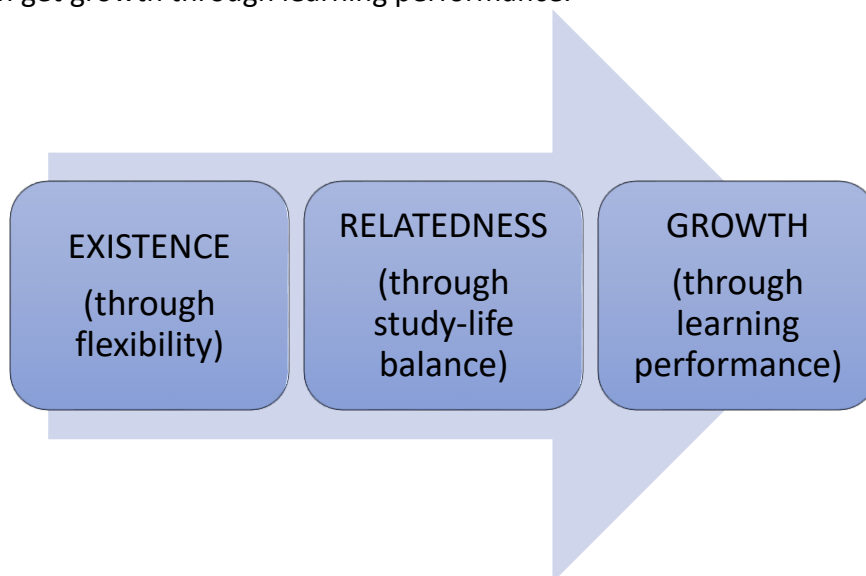 get growth through learning performance.
EXISTENCE
(through
flexibility)
RELATEDNESS
(through
study-life
balance)
GROWTH
(through
learning
performance)